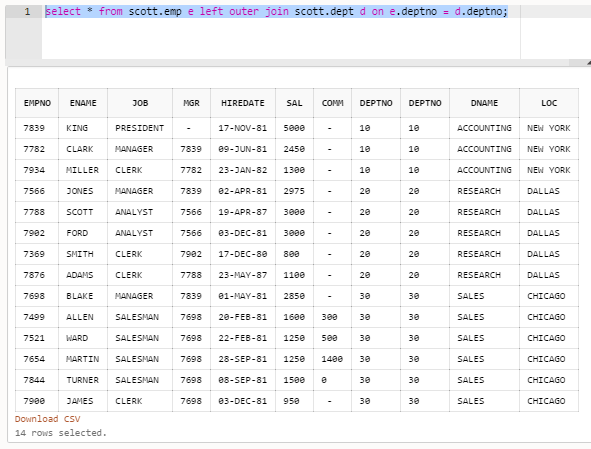 1 select * from scott.emp e left outer join scott.dept d on e.deptno = d.deptno;
EMPNO ENAME JOB MGR HIREDATE SAL COMM DEPTNO DEPTNO DNAME LOC
7839 KING PRESIDENT - 17-NOV-81 5000 - 10 10 ACCOUNTING NEW YORK
7782 CLARK MANAGER 7839 09-JUN-81 2450 - 10 10 ACCOUNTING NEW YORK
7934 MILLER CLERK 7782 23-JAN-82 1300 - 10 10 ACCOUNTING NEW YORK
7566 JONES MANAGER 7839 02-APR-81 2975 - 20 20 RESEARCH DALLAS
7788 SCOTT ANALYST 7566 19-APR-87 3000 - 20 20 RESEARCH DALLAS
7902 FORD ANALYST 7566 03-DEC-81 3000 - 20 20 RESEARCH DALLAS
7369 SMITH CLERK 7902 17-DEC-80 800 - 20 20 RESEARCH DALLAS
7876 ADAMS CLERK 7788 23-MAY-87 1100 - 20 20 RESEARCH DALLAS
7698 BLAKE MANAGER 7839 01-MAY-81 2850 - 30 30 SALES CHICAGO
7499 ALLEN SALESMAN 7698 20-FEB-81 1600 300 30 30 SALES CHICAGO
7521 WARD SALESMAN 7698 22-FEB-81 1250 500 30 30 SALES CHICAGO
7654 MARTIN SALESMAN 7698 28-SEP-81 1250 1400 30 30 SALES CHICAGO
7844 TURNER SALESMAN 7698 08-SEP-81 1500 0 30 30 SALES CHICAGO
7900 JAMES CLERK 7698 03-DEC-81 950 - 30 30 SALES CHICAGO
Download CSV
14 rows selected.